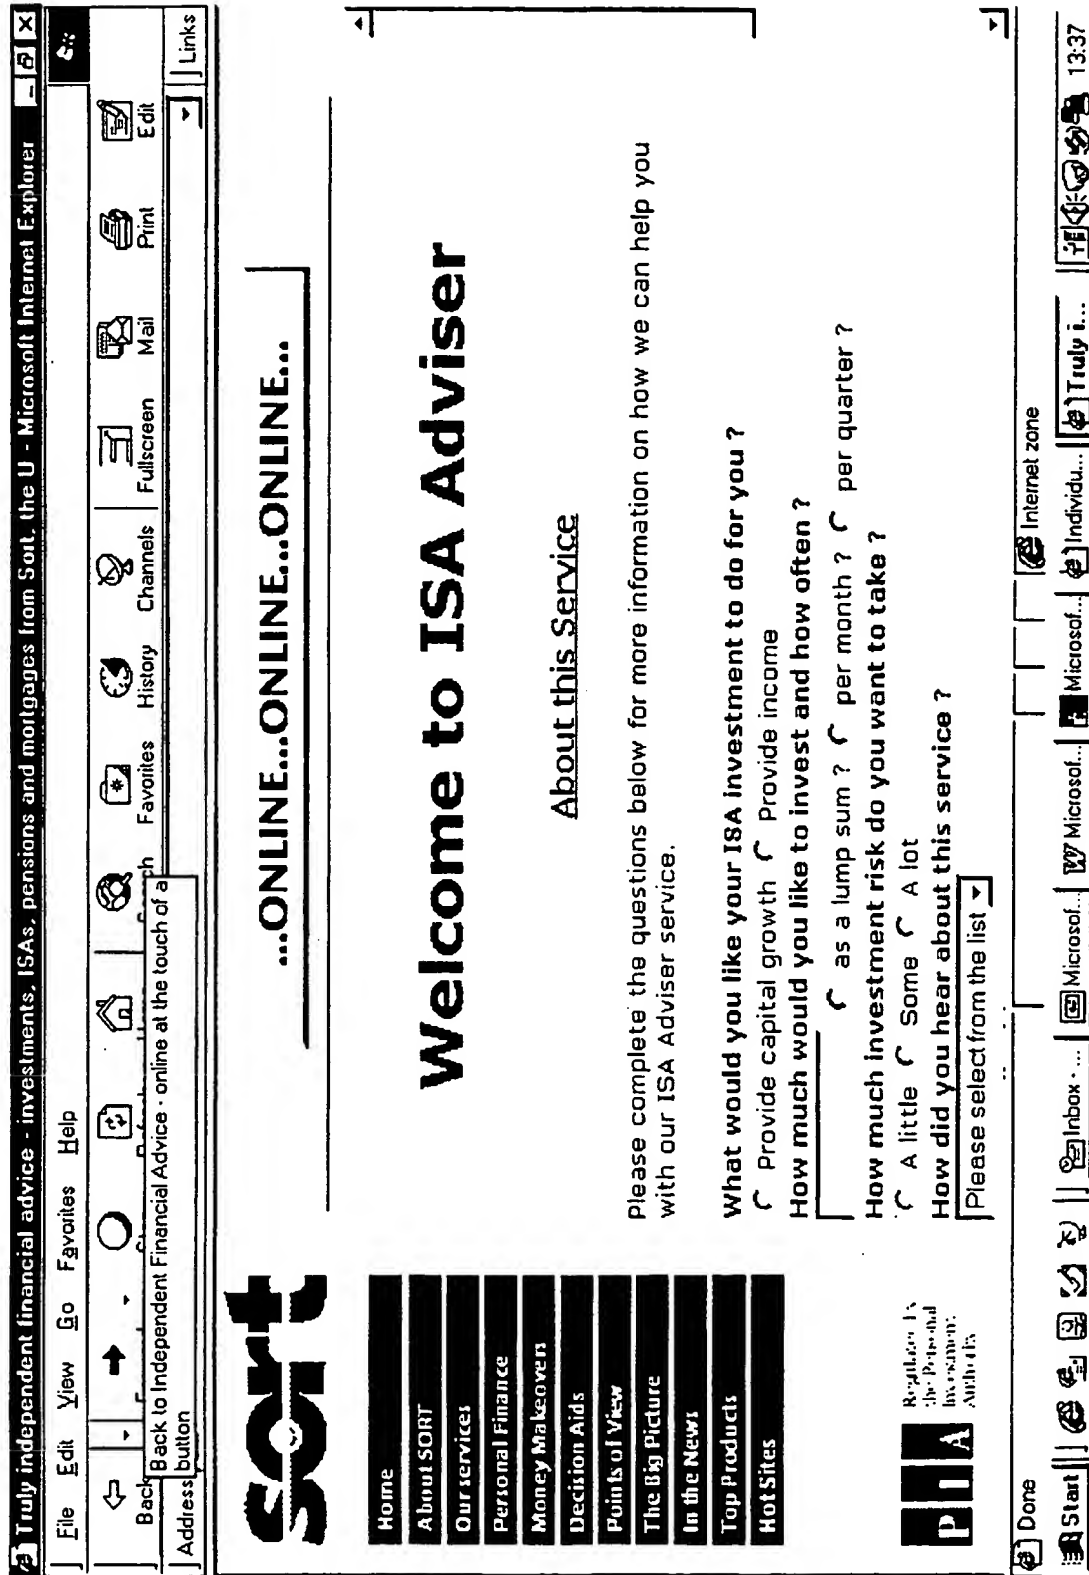 Truly independent financial advice - investments, ISAs, pensions and mortgages from Sort, the U - Microsoft Internet Explorer
File Edit View Go Favorites Help
Back
History Channels Fullscreen Mail Print Edit
Favorites
Back to Independent Financial Advice - online at the touch of a
button
Address
Links
sort
...ONLINE...ONLINE...ONLINE...
Home
About SORT
Our services
Personal Finance
Money Makeovers
Decision Aids
Points of View
The Big Picture
In the News
Top Products
Hot Sites
PIA
Regulated by
the Personal
Investment
Authority
Welcome to ISA Adviser
About this Service
Please complete the questions below for more information on how we can help you
with our ISA Adviser service.
What would you like your ISA investment to do for you ?
Provide capital growth Provide income
How much would you like to invest and how often ?
as a lump sum ? per month ? per quarter ?
How much investment risk do you want to take ?
A little Some A lot
How did you hear about this service ?
Please select from the list
Done
Internet zone
Start Inbox - ... Microsof... Microsof... Microsof... Individu... Truly i... 13:37